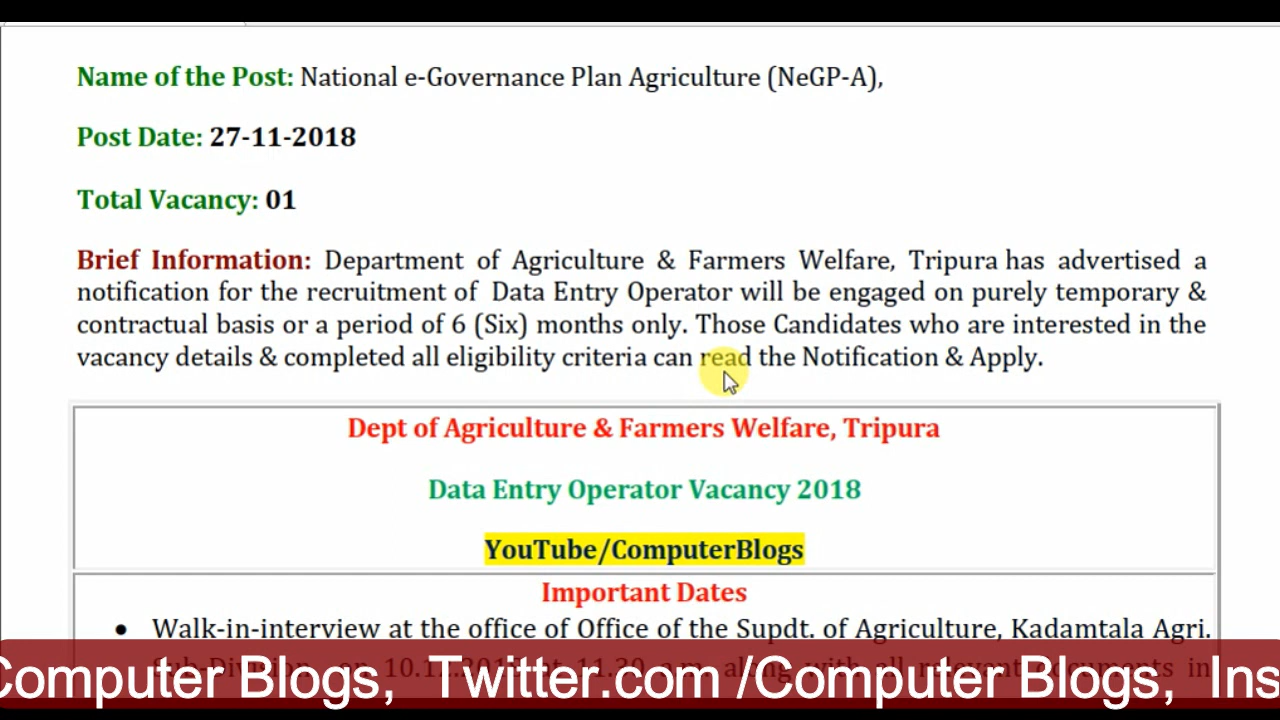 Name of the Post: National e-Governance Plan Agriculture (NeGP-A),
Post Date: 27-11-2018
Total Vacancy: 01
Brief Information: Department of Agriculture & Farmers Welfare, Tripura has advertised a
notification for the recruitment of Data Entry Operator will be engaged on purely temporary &
contractual basis or a period of 6 (Six) months only. Those Candidates who are interested in the
vacancy details & completed all eligibility criteria can read the Notification & Apply.
Dept of Agriculture & Farmers Welfare, Tripura
Data Entry Operator Vacancy 2018
YouTube/ComputerBlogs
Important Dates
• Walk-in-interview at the office of Office of the Supdt. of Agriculture, Kadamtala Agri.
Computer Blogs, Twitter.com /Computer Blogs, Ins